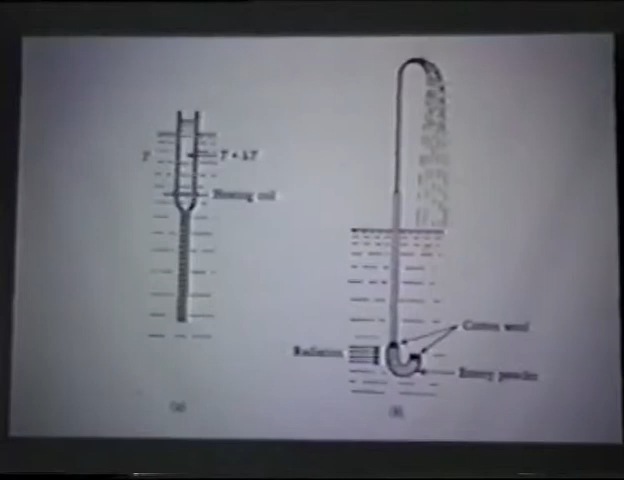 T
T + ΔT
Heating coil
(a)
Radiation
Cotton wool
Emery powder
(b)